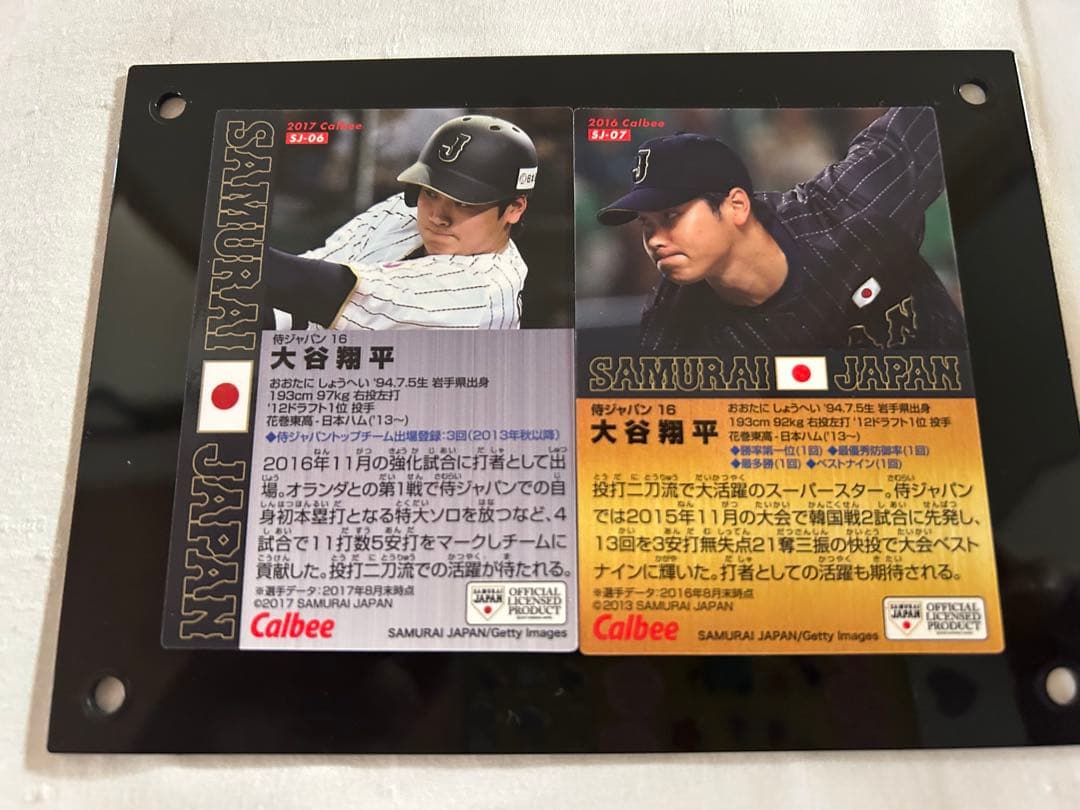 2017 Calbee
SJ-06
SAMURAI JAPAN
J
侍ジャパン 16
大谷翔平
おおたに しょうへい '94.7.5生 岩手県出身
193cm 97kg 右投左打
'12ドラフト1位 投手
花巻東高-日本ハム('13〜)
◆侍ジャパントップチーム出場登録:3回(2013年秋以降)
2016年11月の強化試合に打者として出
場。オランダとの第1戦で侍ジャパンでの自
身初本塁打となる特大ソロを放つなど、4
試合で11打数5安打をマークしチームに
貢献した。投打二刀流での活躍が待たれる。
※選手データ:2017年8月末時点
©2017 SAMURAI JAPAN
Calbee
SAMURAI JAPAN
OFFICIAL
LICENSED
PRODUCT
SAMURAI JAPAN/Getty Images
2016 Calbee
SJ-07
J
SAMURAI JAPAN
侍ジャパン 16
大谷翔平
おおたに しょうへい '94.7.5生 岩手県出身
193cm 92kg 右投左打 '12ドラフト1位 投手
花巻東高-日本ハム('13〜)
◆勝率第一位(1回) ◆最優秀防御率(1回)
◆最多勝(1回) ◆ベストナイン(1回)
投打二刀流で大活躍のスーパースター。侍ジャパン
では2015年11月の大会で韓国戦2試合に先発し、
13回を3安打無失点21奪三振の快投で大会ベスト
ナインに輝いた。打者としての活躍も期待される。
※選手データ:2016年8月末時点
©2013 SAMURAI JAPAN
Calbee
SAMURAI JAPAN/Getty Images
SAMURAI JAPAN
OFFICIAL
LICENSED
PRODUCT